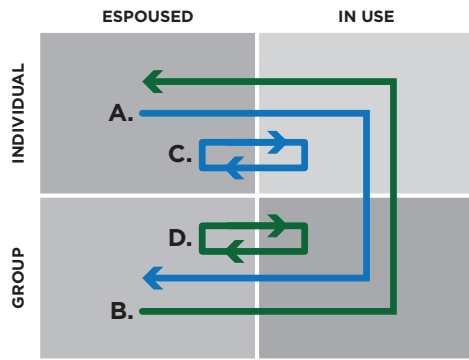 ESPOUSED IN USE
INDIVIDUAL
A.
C.
GROUP
D.
B.